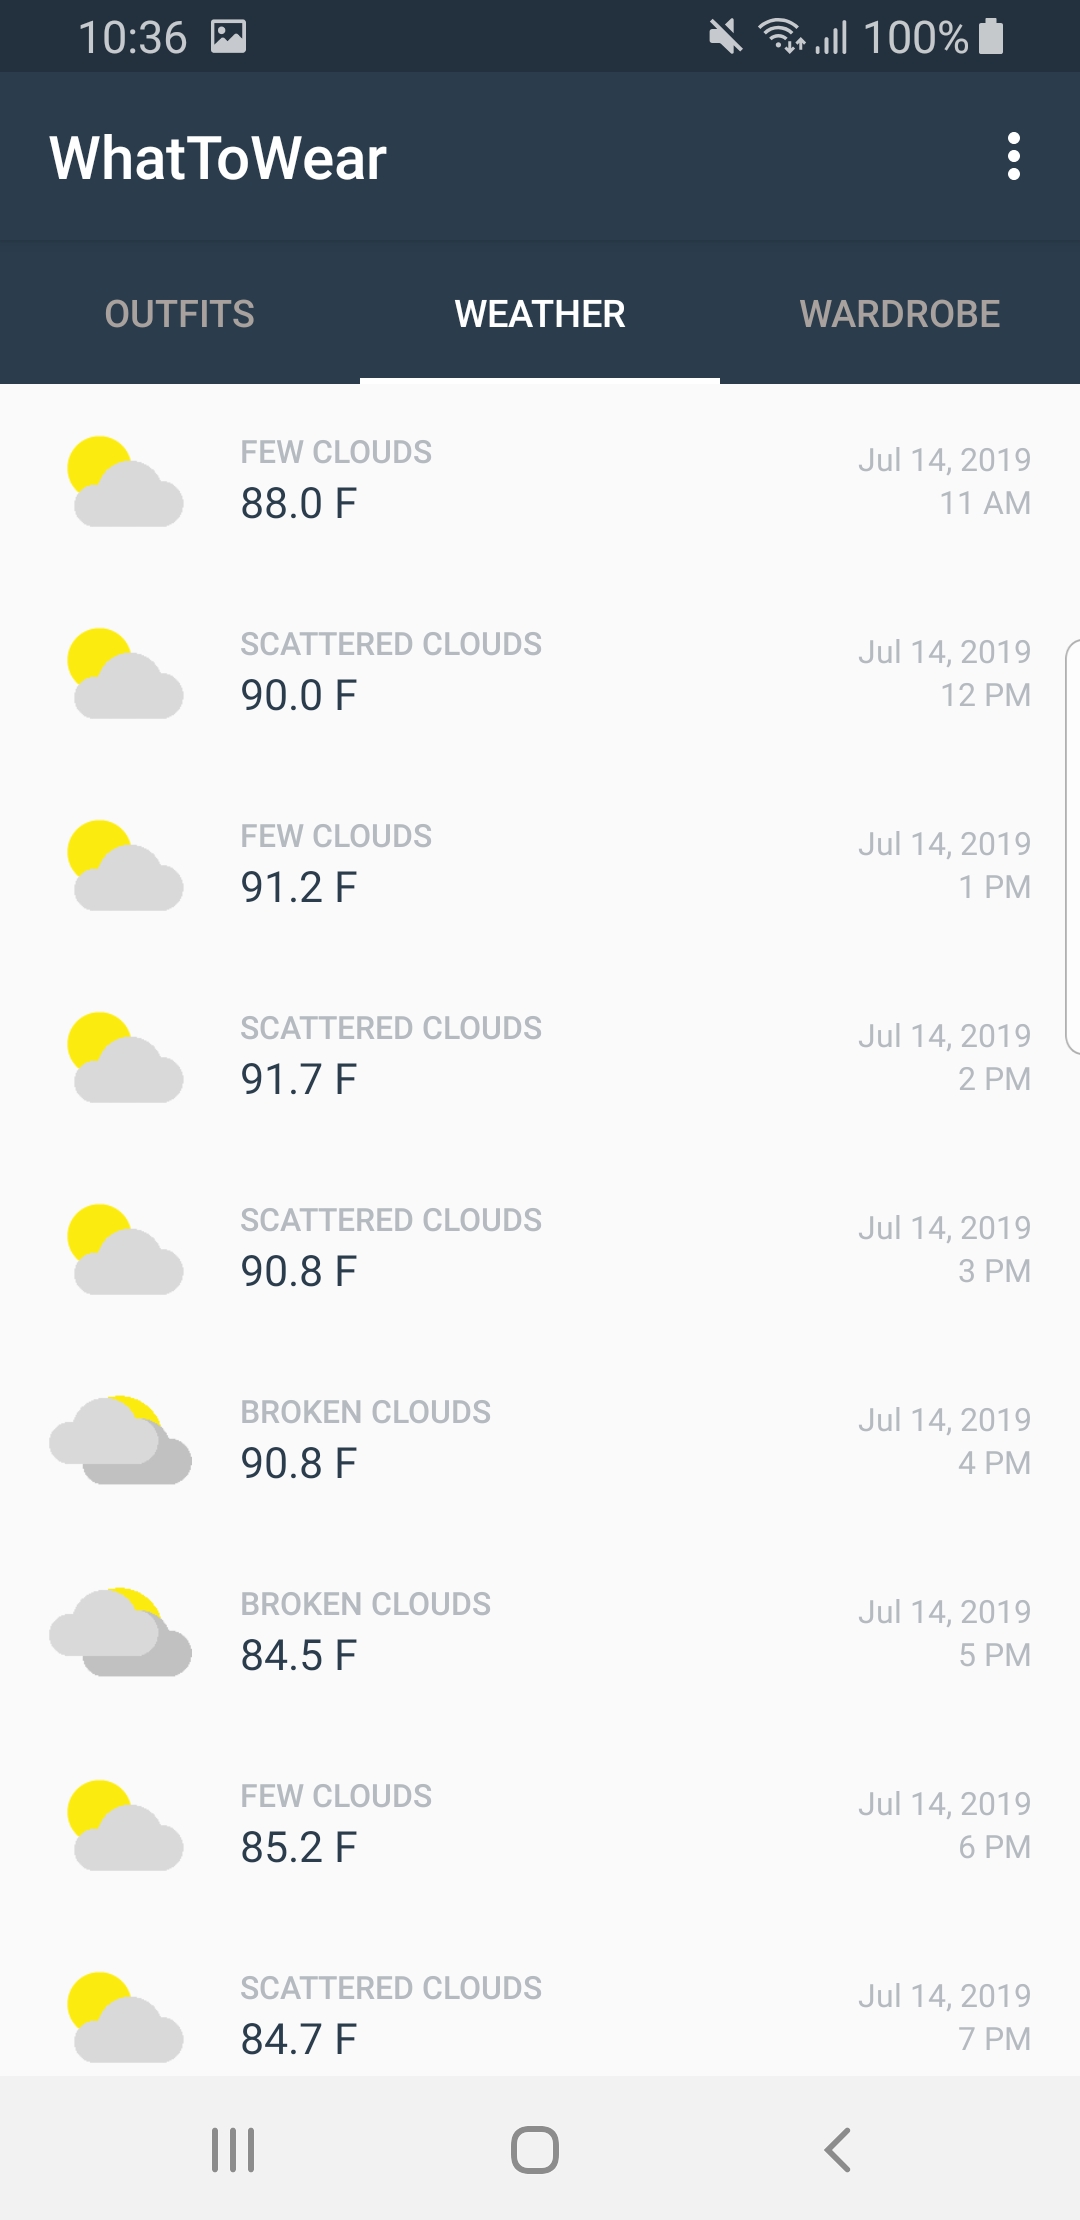 10:36 100%
WhatToWear
OUTFITS WEATHER WARDROBE
FEW CLOUDS
88.0 F
Jul 14, 2019
11 AM
SCATTERED CLOUDS
90.0 F
Jul 14, 2019
12 PM
FEW CLOUDS
91.2 F
Jul 14, 2019
1 PM
SCATTERED CLOUDS
91.7 F
Jul 14, 2019
2 PM
SCATTERED CLOUDS
90.8 F
Jul 14, 2019
3 PM
BROKEN CLOUDS
90.8 F
Jul 14, 2019
4 PM
BROKEN CLOUDS
84.5 F
Jul 14, 2019
5 PM
FEW CLOUDS
85.2 F
Jul 14, 2019
6 PM
SCATTERED CLOUDS
84.7 F
Jul 14, 2019
7 PM